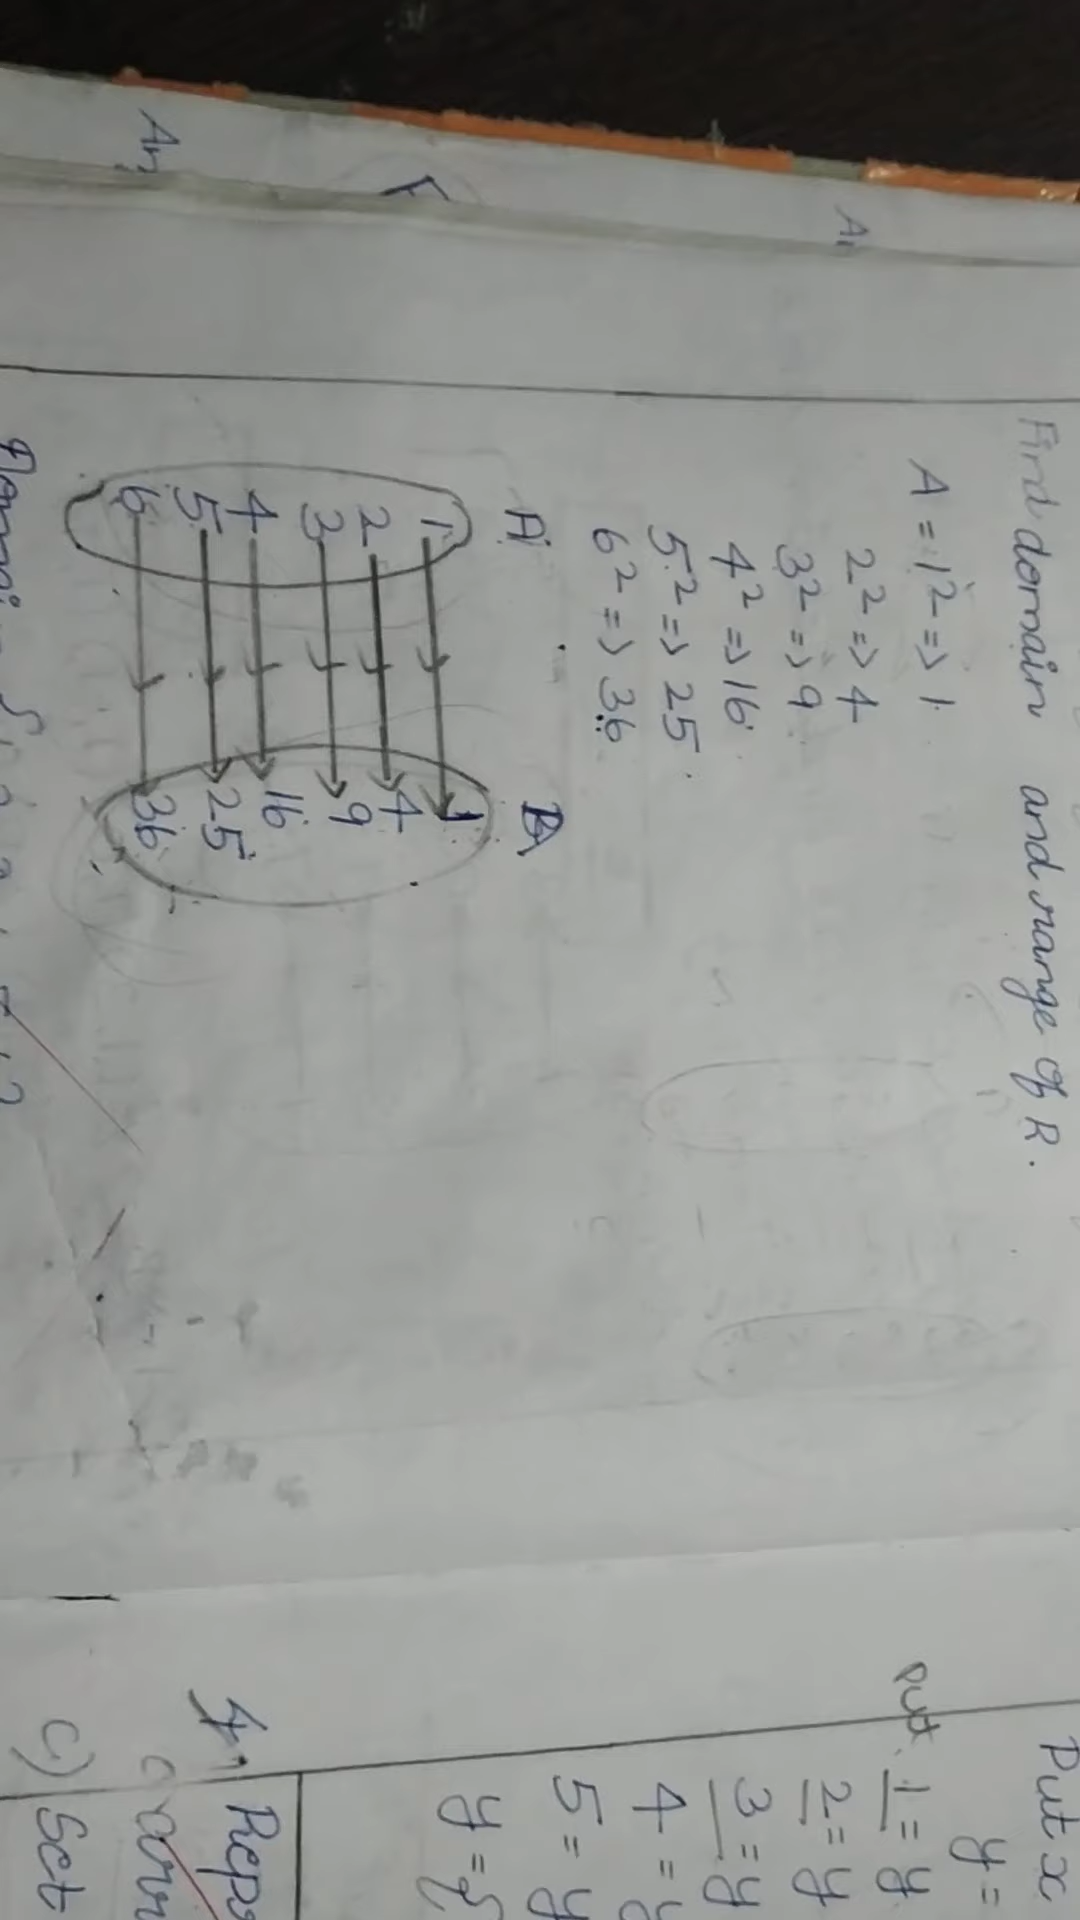 Find domain and range of R.
A = 1² => 1
2² => 4
3² => 9
4² => 16
5² => 25
6² => 36
A B
1 1
2 4
3 9
4 16
5 25
6 36
Put x
y =
put 1 = y
2 = y
3 = y
4 = y
5 = y
y = {
c) Set